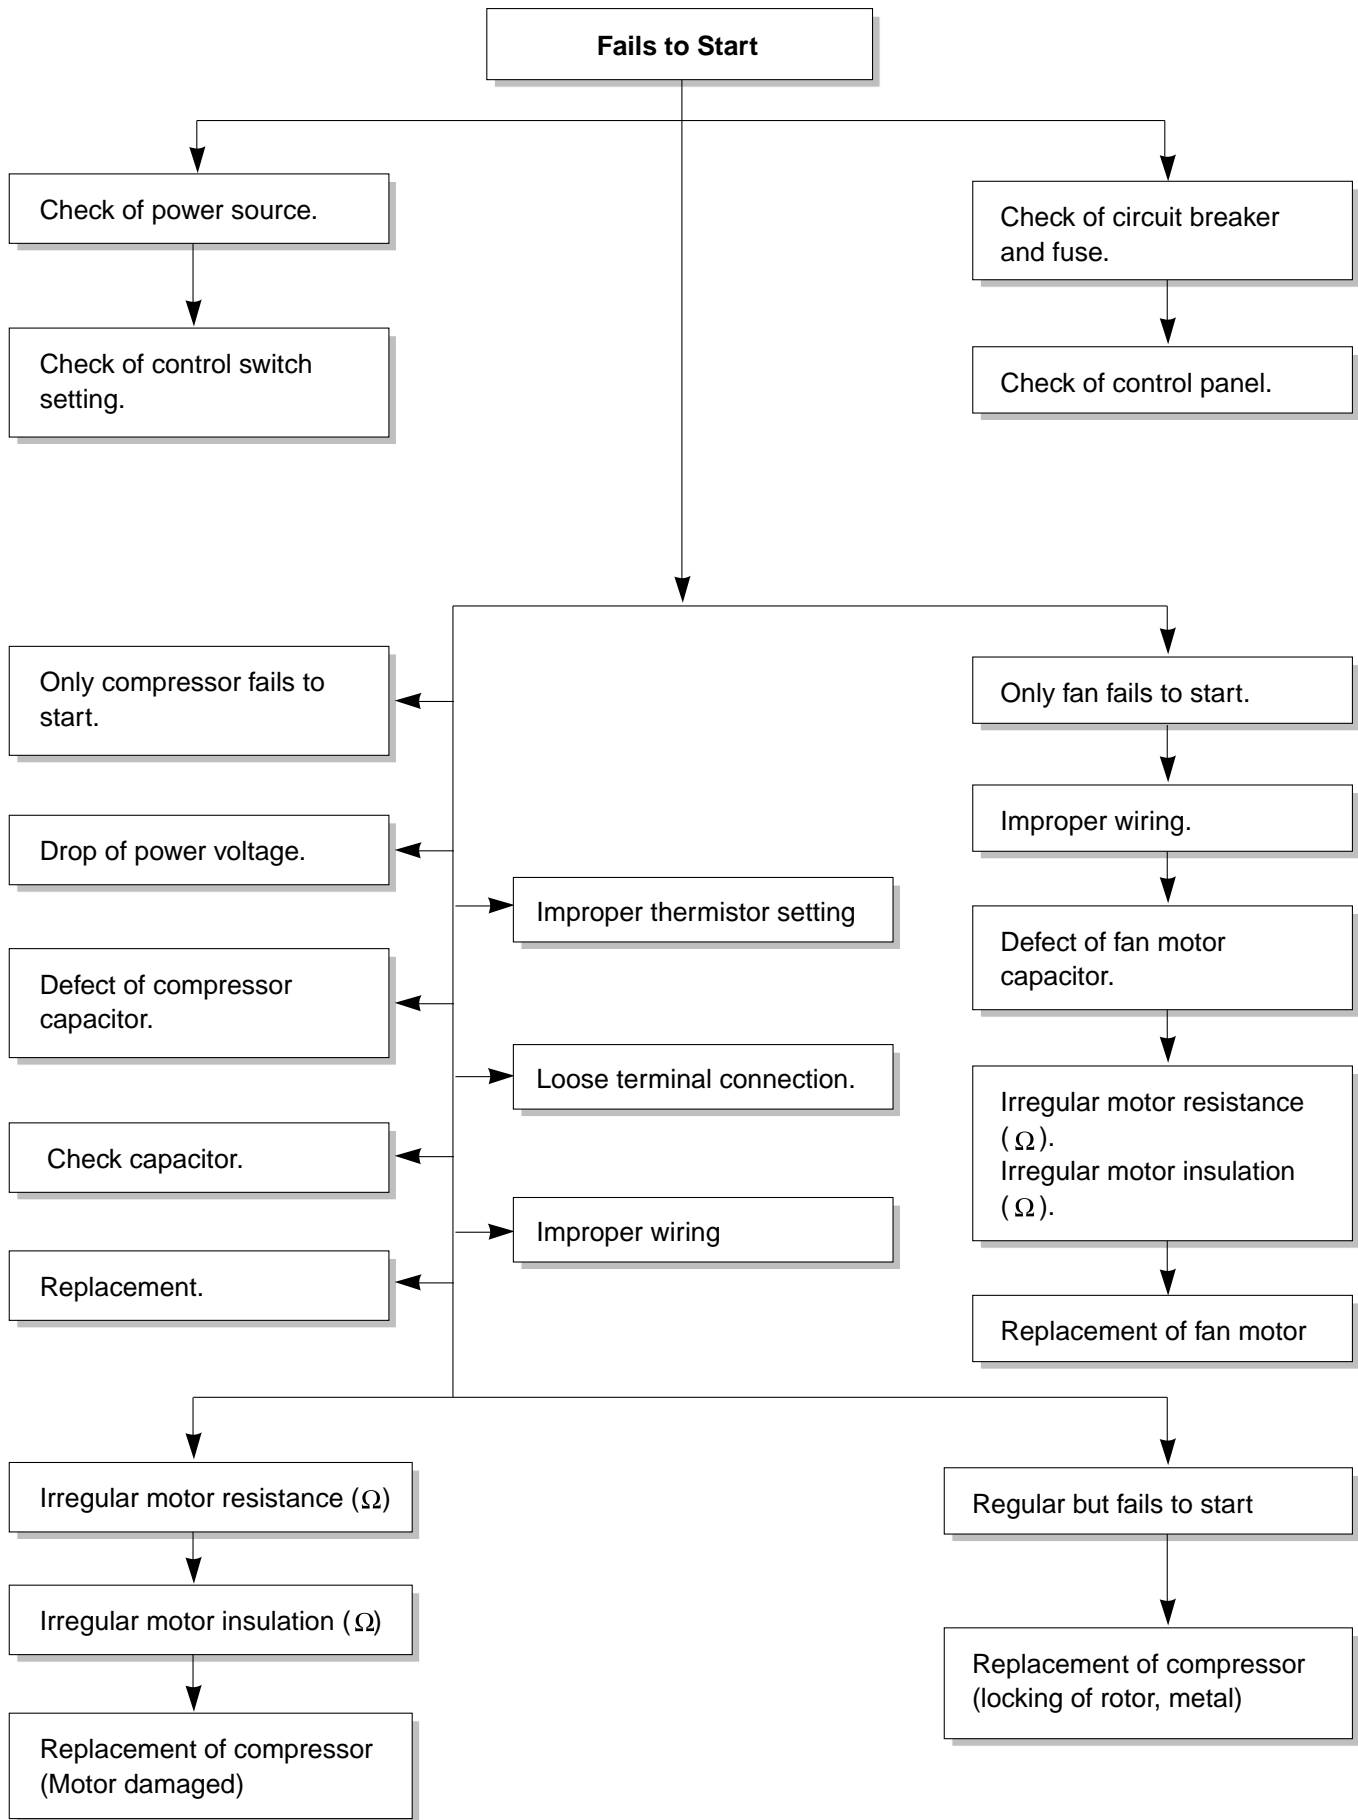 Fails to Start
Check of power source.
Check of circuit breaker
and fuse.
Check of control switch
setting.
Check of control panel.
Only compressor fails to
start.
Only fan fails to start.
Drop of power voltage.
Improper wiring.
Improper thermistor setting
Defect of compressor
capacitor.
Defect of fan motor
capacitor.
Loose terminal connection.
Irregular motor resistance
(Ω).
Irregular motor insulation
(Ω).
Check capacitor.
Improper wiring
Replacement.
Replacement of fan motor
Irregular motor resistance (Ω)
Regular but fails to start
Irregular motor insulation (Ω)
Replacement of compressor
(locking of rotor, metal)
Replacement of compressor
(Motor damaged)